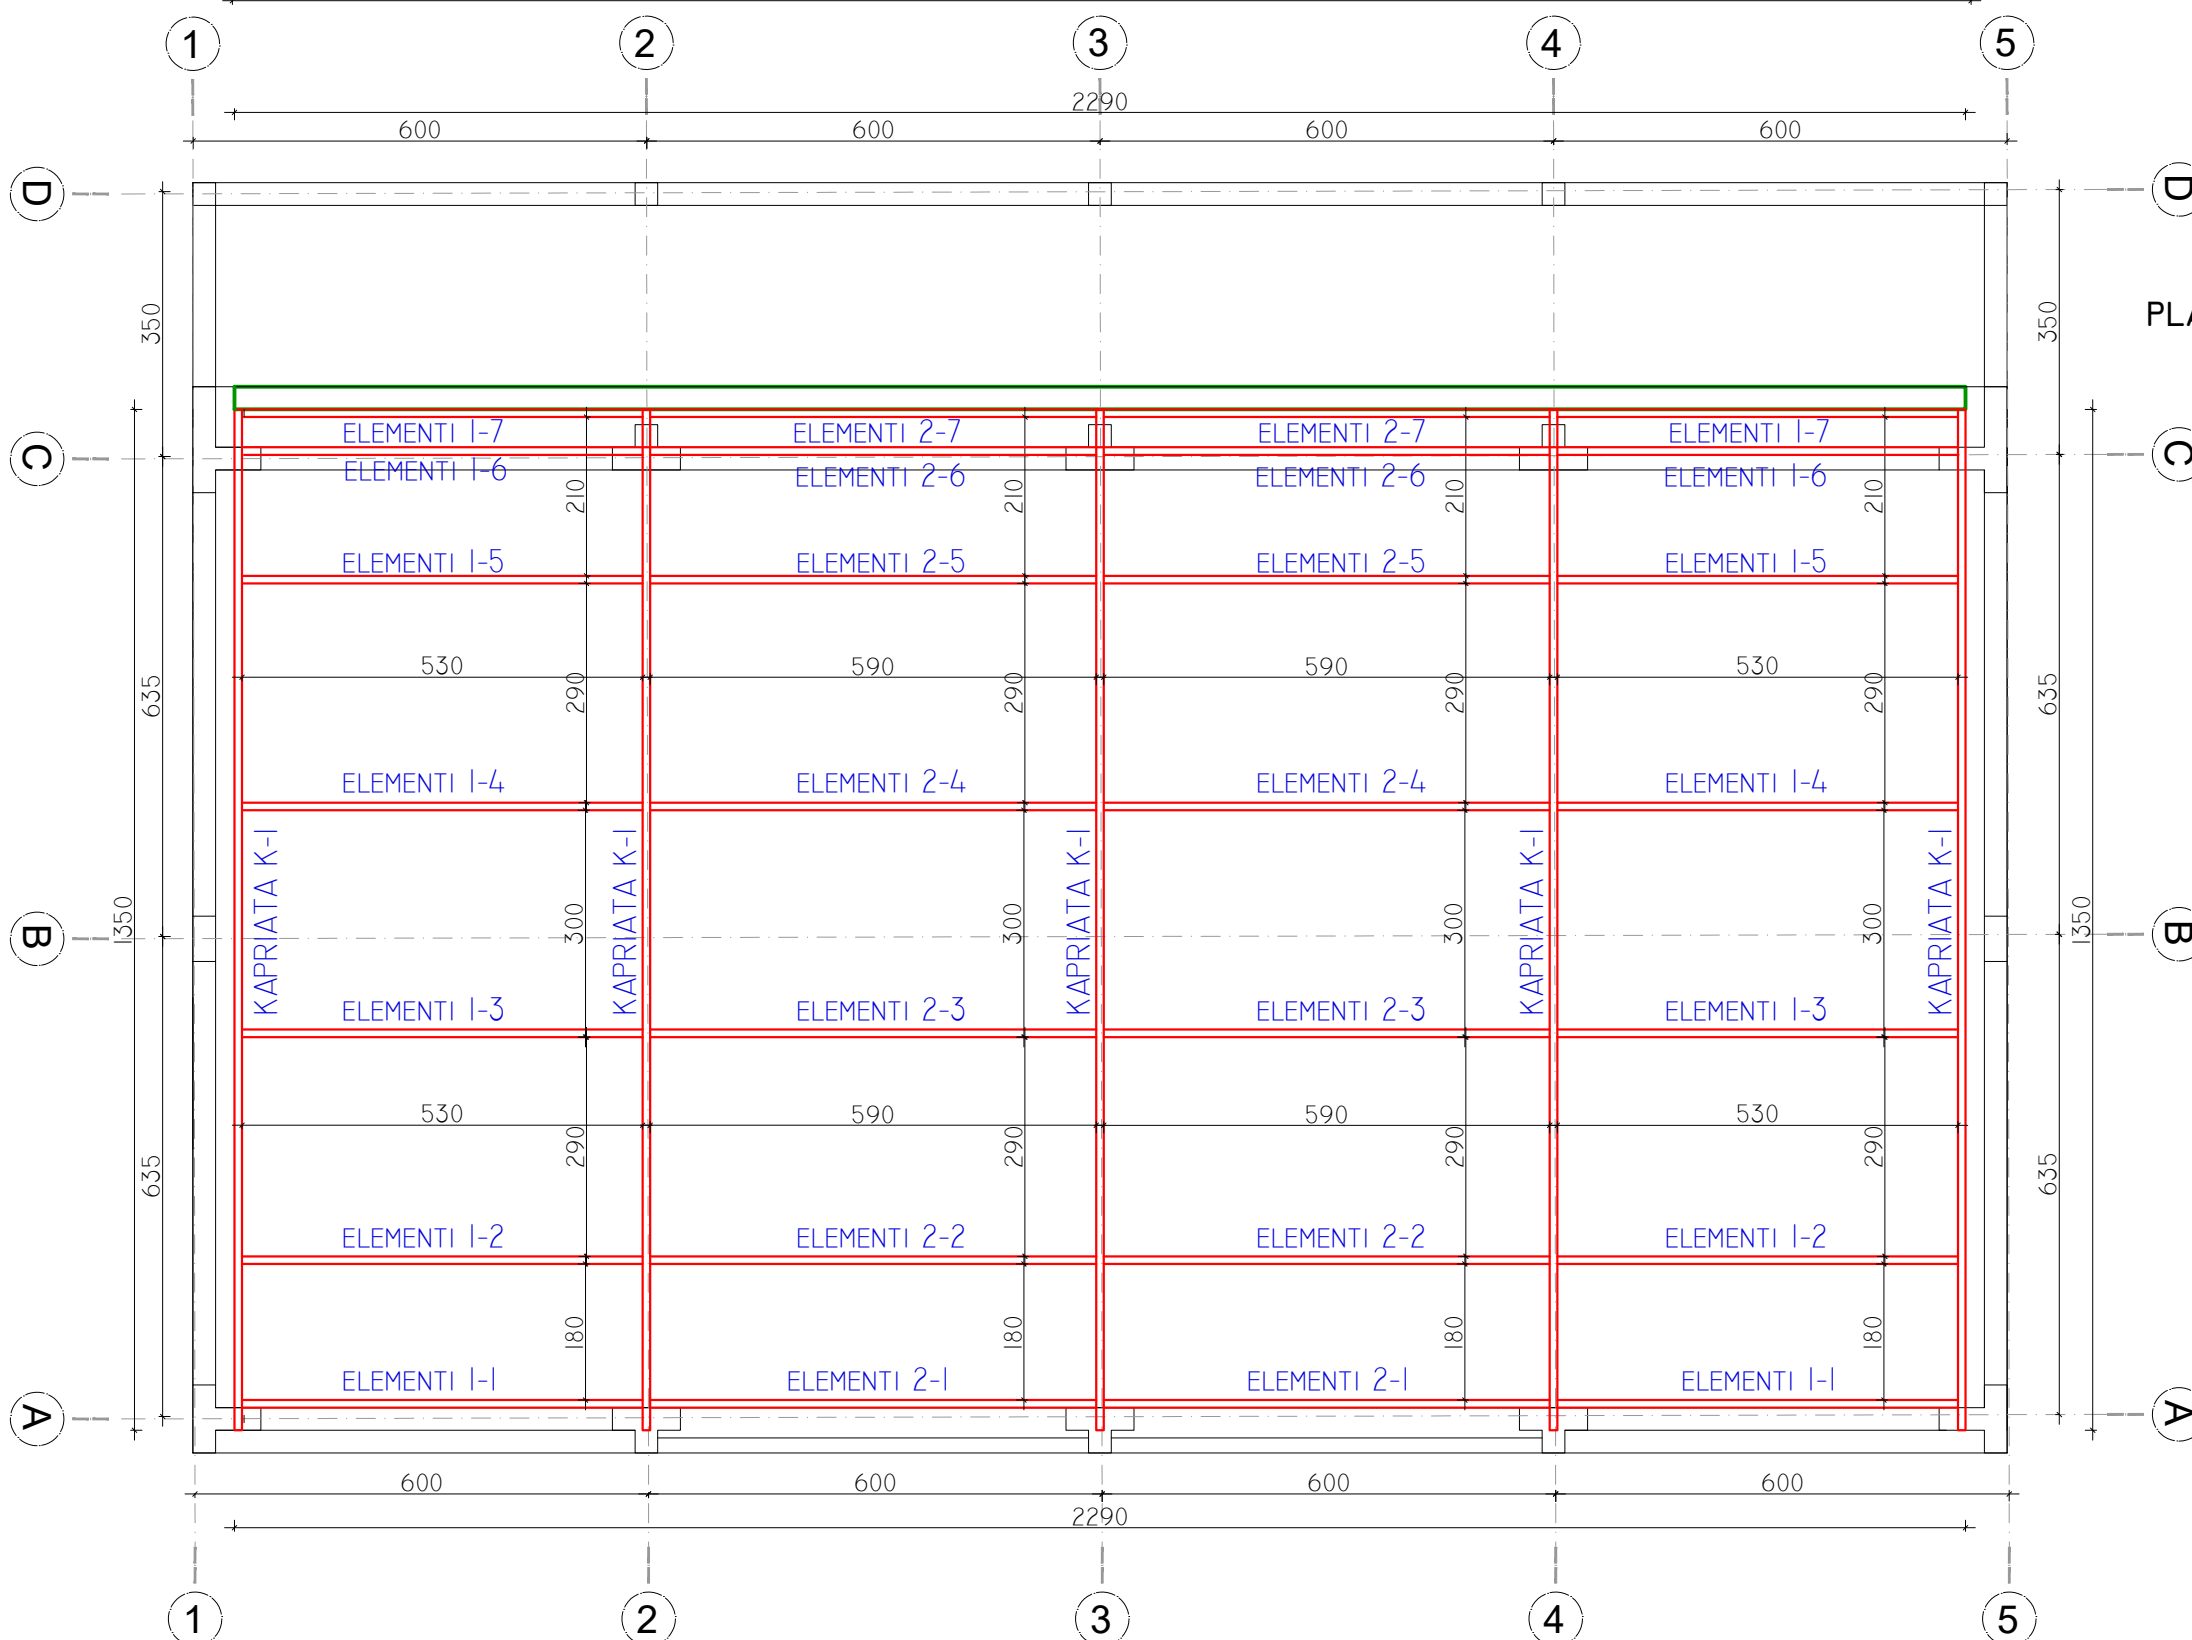 1 2 3 4 5
2290
600 600 600 600
D D
350 350
PLA
ELEMENTI 1-7 ELEMENTI 2-7 ELEMENTI 2-7 ELEMENTI 1-7
C C
ELEMENTI 1-6 ELEMENTI 2-6 ELEMENTI 2-6 ELEMENTI 1-6
210 210 210 210
ELEMENTI 1-5 ELEMENTI 2-5 ELEMENTI 2-5 ELEMENTI 1-5
530 590 590 530
635 290 290 290 290 635
ELEMENTI 1-4 ELEMENTI 2-4 ELEMENTI 2-4 ELEMENTI 1-4
KAPRIATA K-1 KAPRIATA K-1 KAPRIATA K-1 KAPRIATA K-1 KAPRIATA K-1
1350 300 300 300 300 1350
B B
ELEMENTI 1-3 ELEMENTI 2-3 ELEMENTI 2-3 ELEMENTI 1-3
530 590 590 530
635 290 290 290 290 635
ELEMENTI 1-2 ELEMENTI 2-2 ELEMENTI 2-2 ELEMENTI 1-2
180 180 180 180
ELEMENTI 1-1 ELEMENTI 2-1 ELEMENTI 2-1 ELEMENTI 1-1
A A
600 600 600 600
2290
1 2 3 4 5